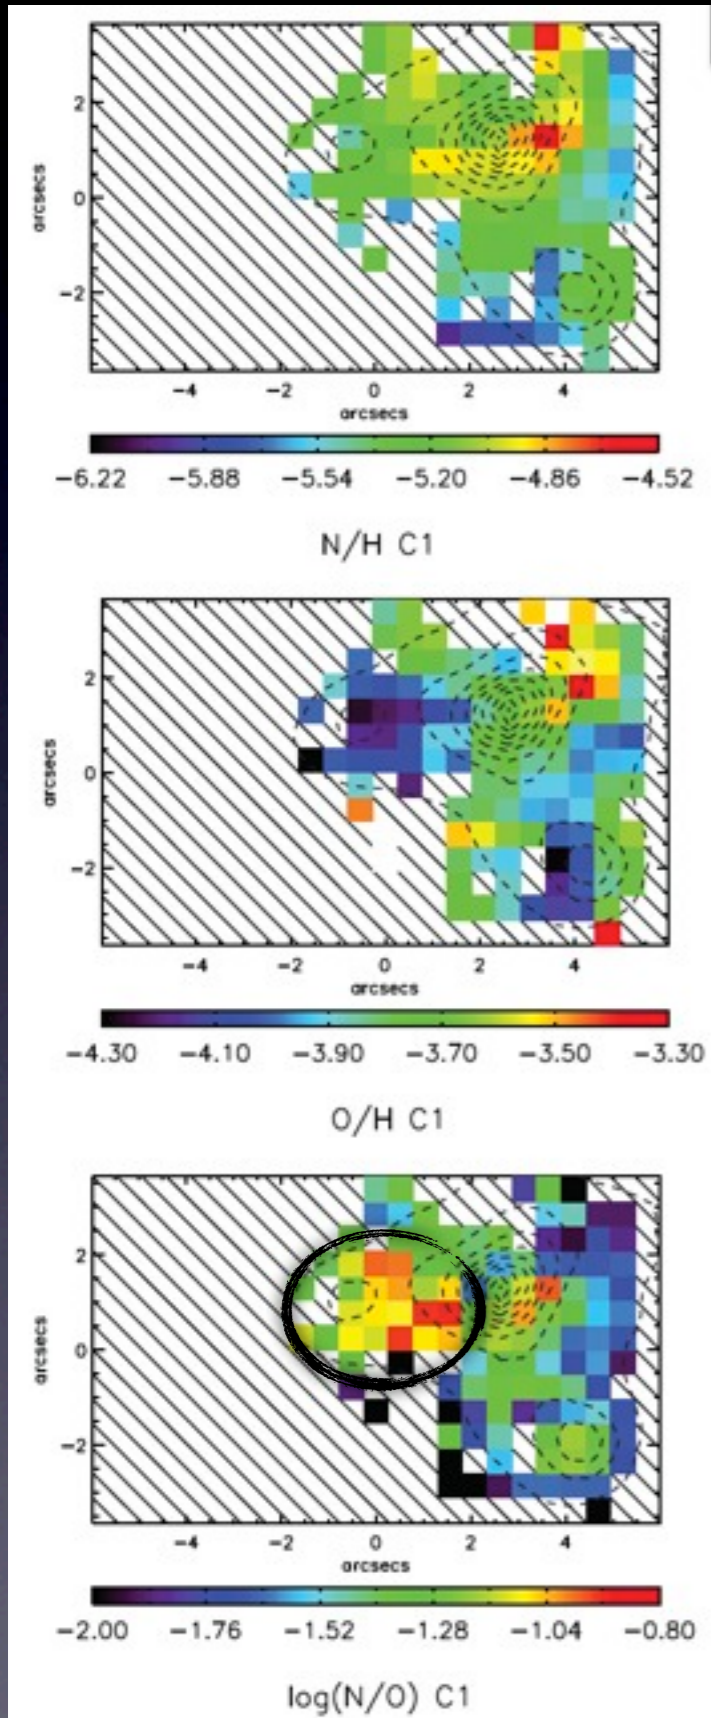 2
0
−2
arcsecs
−4 −2 0 2 4
arcsecs
−6.22 −5.88 −5.54 −5.20 −4.86 −4.52
N/H C1
2
0
−2
arcsecs
−4 −2 0 2 4
arcsecs
−4.30 −4.10 −3.90 −3.70 −3.50 −3.30
O/H C1
2
0
−2
arcsecs
−4 −2 0 2 4
arcsecs
−2.00 −1.76 −1.52 −1.28 −1.04 −0.80
log(N/O) C1